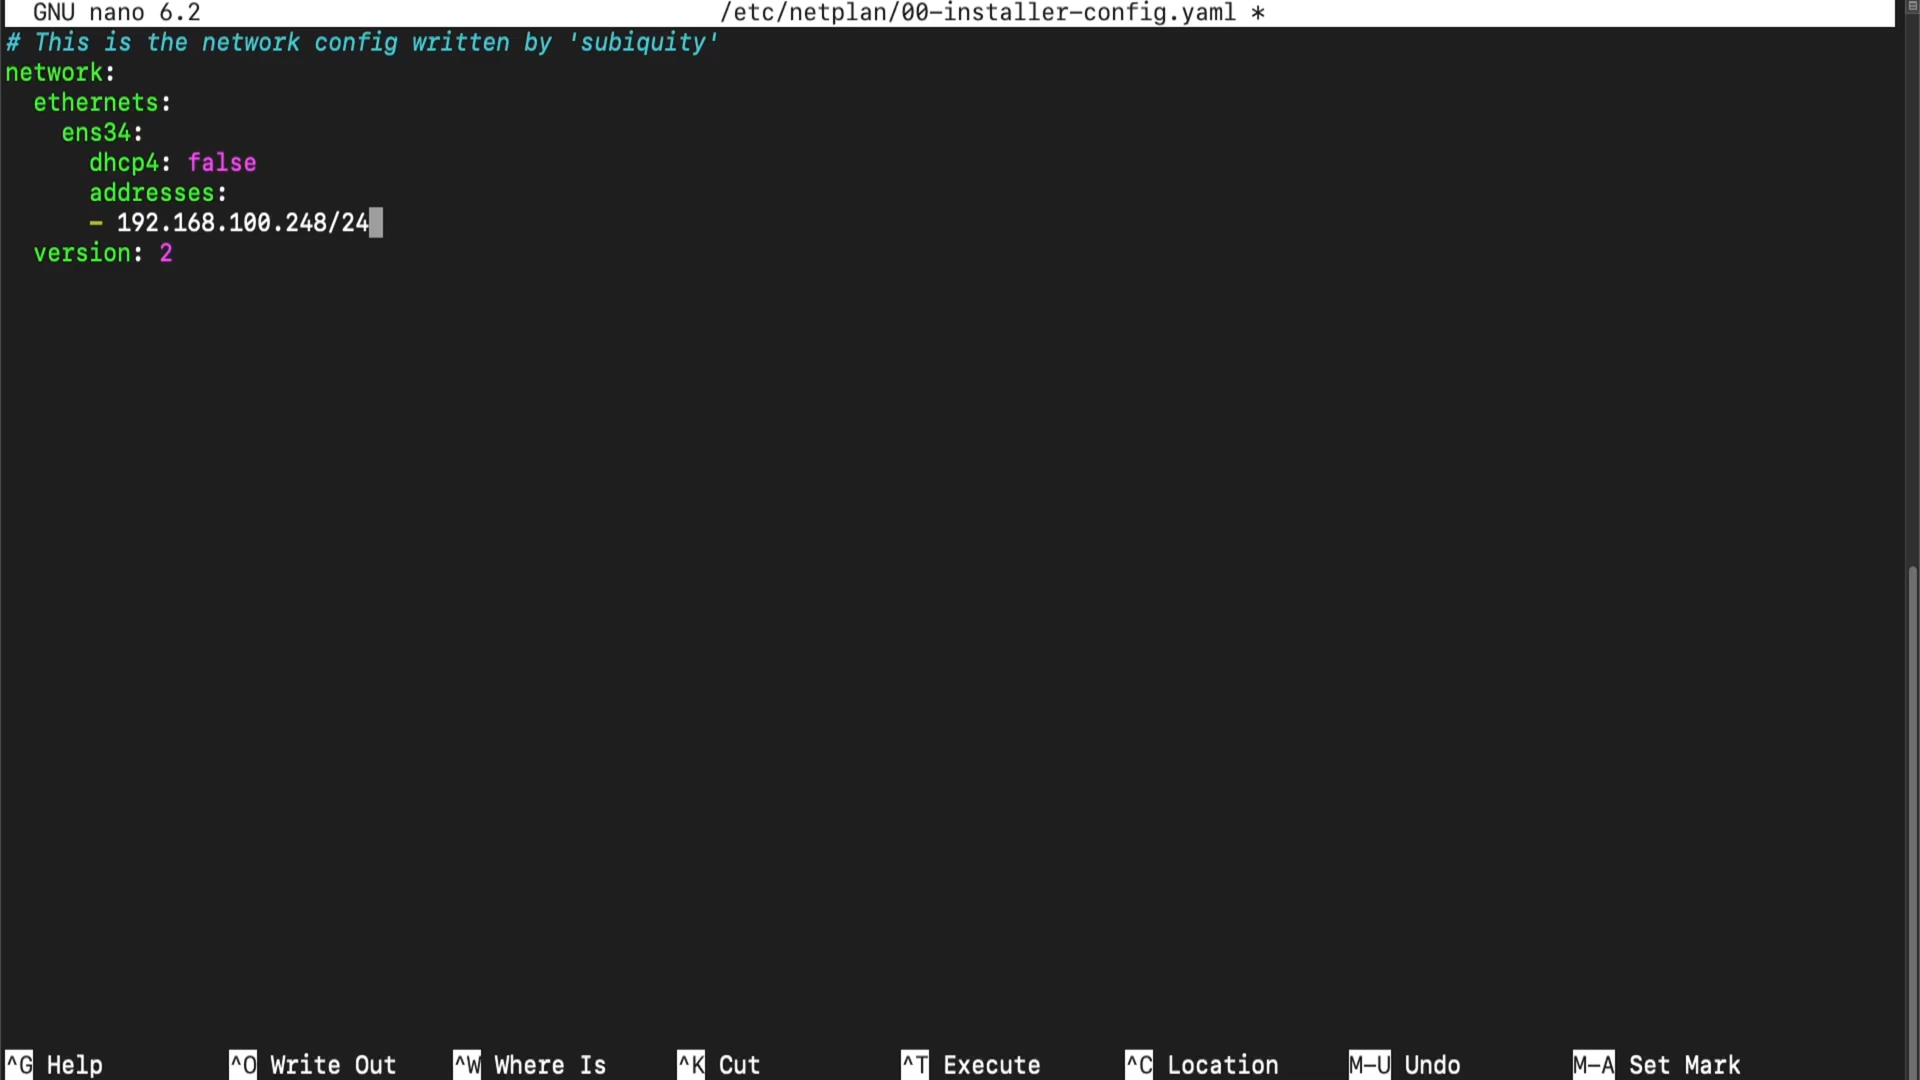 GNU nano 6.2 /etc/netplan/00-installer-config.yaml *
# This is the network config written by 'subiquity'
network:
  ethernets:
    ens34:
      dhcp4: false
      addresses:
      - 192.168.100.248/24
  version: 2
^G Help ^O Write Out ^W Where Is ^K Cut ^T Execute ^C Location M-U Undo M-A Set Mark